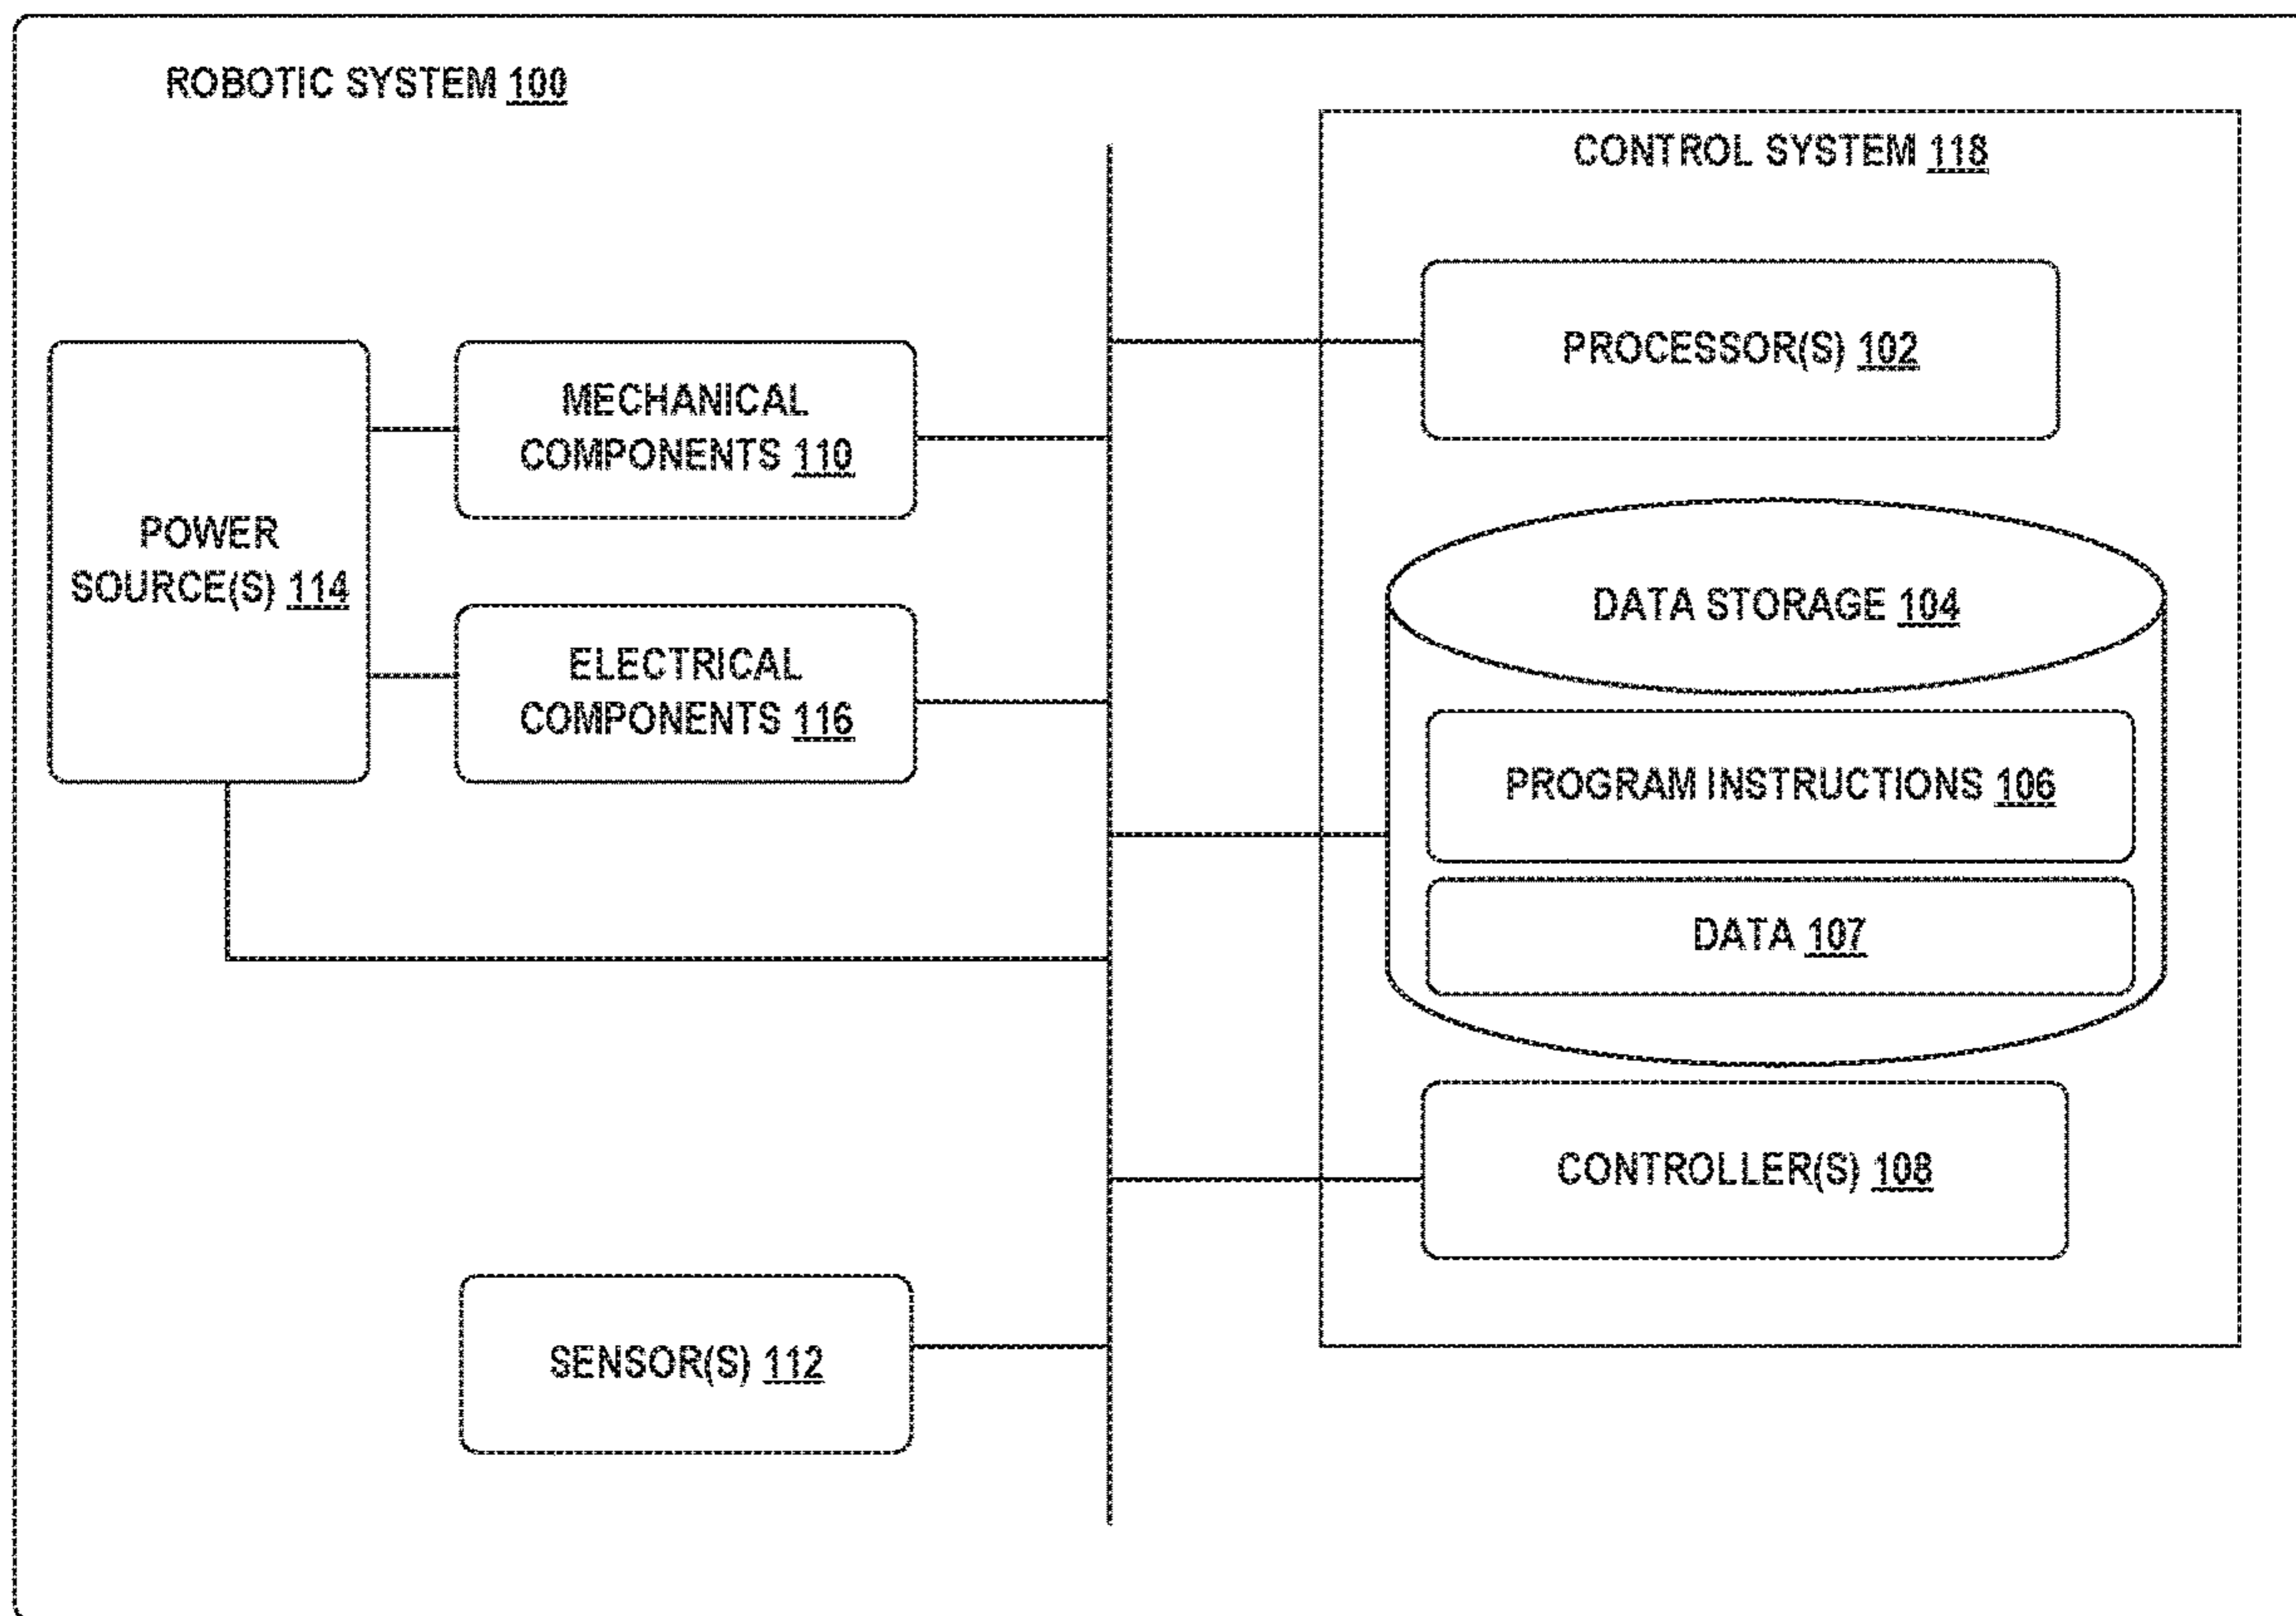 ROBOTIC SYSTEM 100
CONTROL SYSTEM 118
PROCESSOR(S) 102
MECHANICAL
COMPONENTS 110
POWER
SOURCE(S) 114
DATA STORAGE 104
ELECTRICAL
COMPONENTS 116
PROGRAM INSTRUCTIONS 106
DATA 107
CONTROLLER(S) 108
SENSOR(S) 112